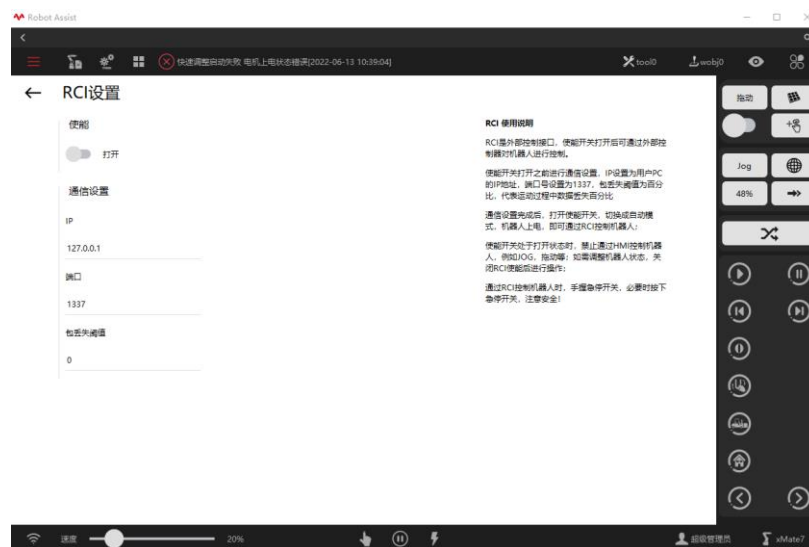 Robot Assist
快速调整启动失败 电机上电状态错误[2022-06-13 10:39:04]
tool0
wobj0
RCI设置
使能
打开
通信设置
IP
127.0.0.1
端口
1337
包丢失阈值
0
RCI 使用说明
RCI是外部控制接口，使能开关打开后可通过外部控
制器对机器人进行控制。
使能开关打开之前进行通信设置，IP设置为用户PC
的IP地址，端口号设置为1337，包丢失阈值为百分
比，代表运动过程中数据丢失百分比
通信设置完成后，打开使能开关，切换成自动模
式，机器人上电，即可通过RCI控制机器人；
使能开关处于打开状态时，禁止通过HMI控制机器
人，例如JOG，拖动等；如需调整机器人状态，关
闭RCI使能后进行操作；
通过RCI控制机器人时，手握急停开关，必要时按下
急停开关，注意安全！
拖动
Jog
48%
速度
20%
超级管理员
xMate7